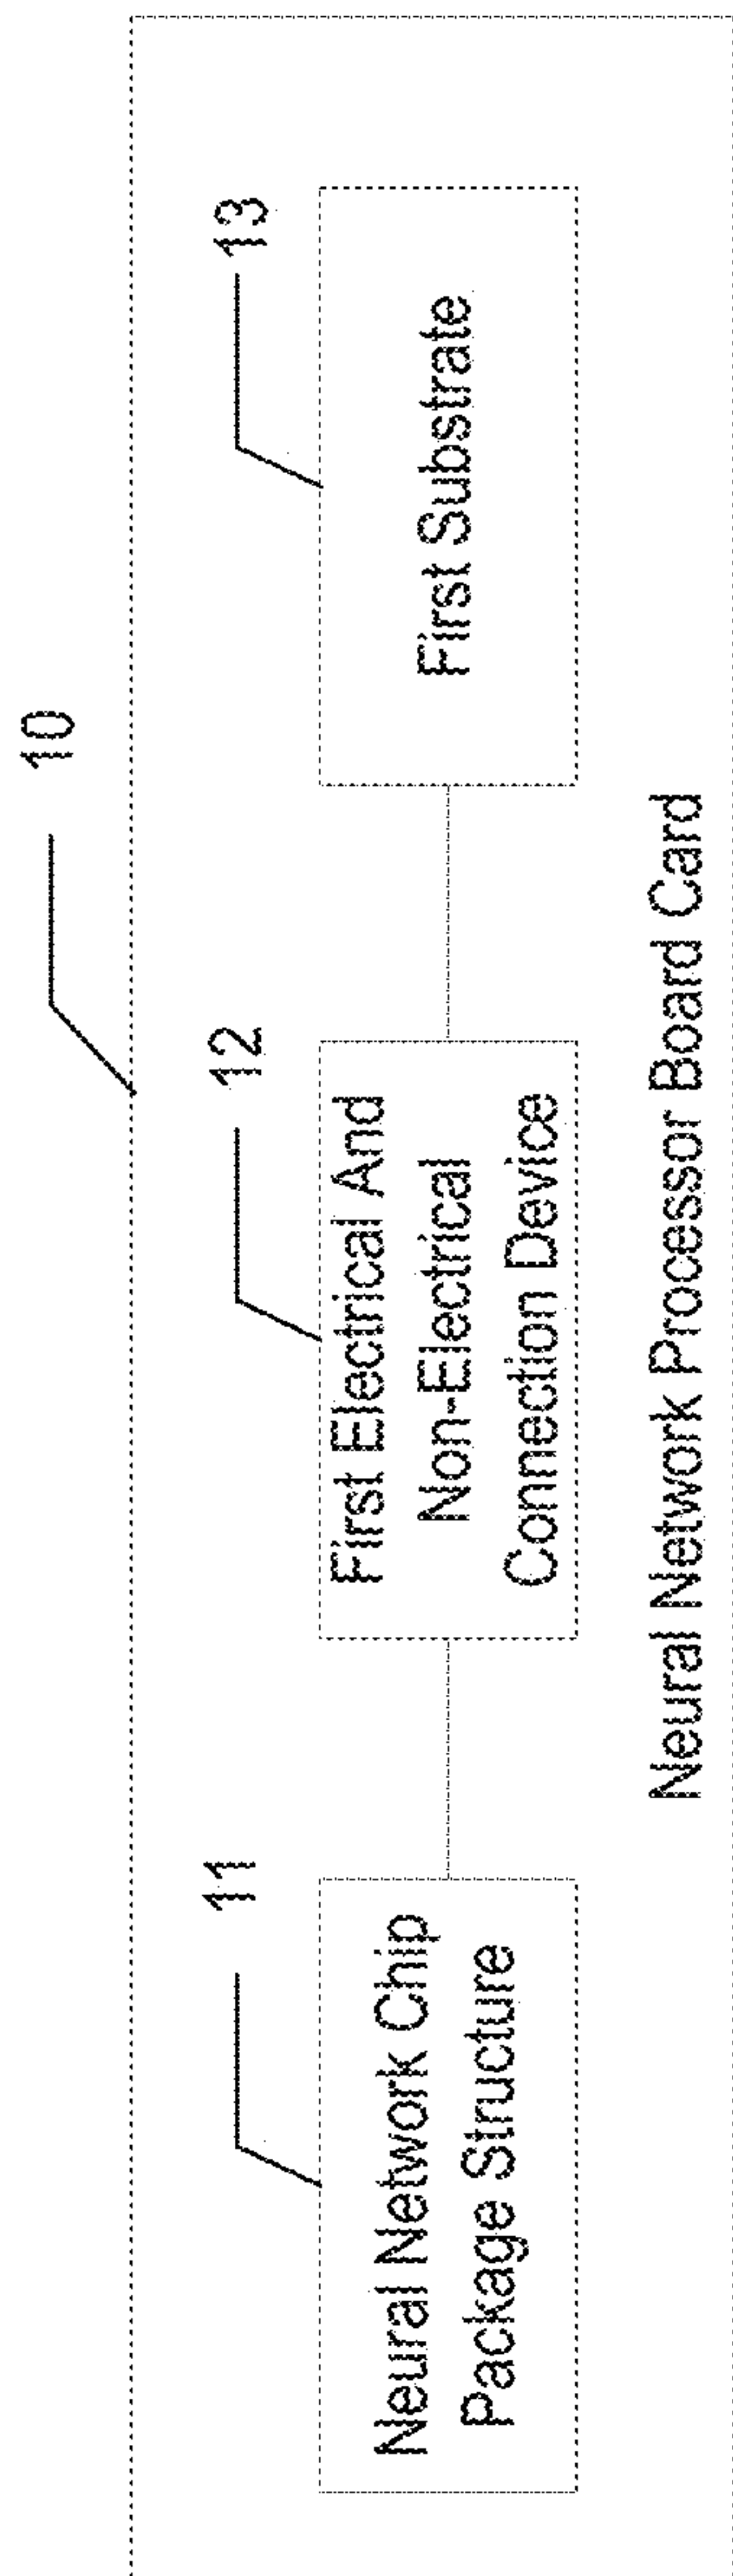 10
11
12
13
Neural Network Chip
Package Structure
First Electrical And
Non-Electrical
Connection Device
First Substrate
Neural Network Processor Board Card